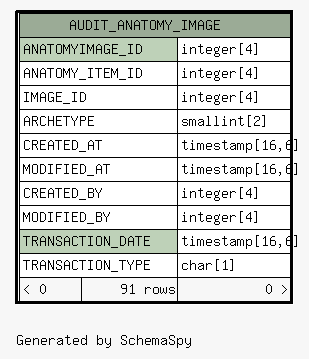 AUDIT_ANATOMY_IMAGE
ANATOMYIMAGE_ID integer[4]
ANATOMY_ITEM_ID integer[4]
IMAGE_ID integer[4]
ARCHETYPE smallint[2]
CREATED_AT timestamp[16,6]
MODIFIED_AT timestamp[16,6]
CREATED_BY integer[4]
MODIFIED_BY integer[4]
TRANSACTION_DATE timestamp[16,6]
TRANSACTION_TYPE char[1]
< 0 91 rows 0 >
Generated by SchemaSpy